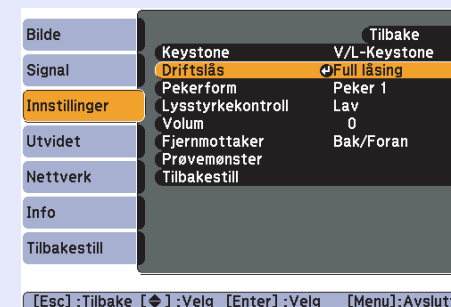 Bilde
Signal
Innstillinger
Utvidet
Nettverk
Info
Tilbakestill
Tilbake
Keystone V/L-Keystone
Driftslås Full låsing
Pekerform Peker 1
Lysstyrkekontroll Lav
Volum 0
Fjernmottaker Bak/Foran
Prøvemønster
Tilbakestill
[Esc] :Tilbake [◆] :Velg [Enter] :Velg [Menu]:Avslutt